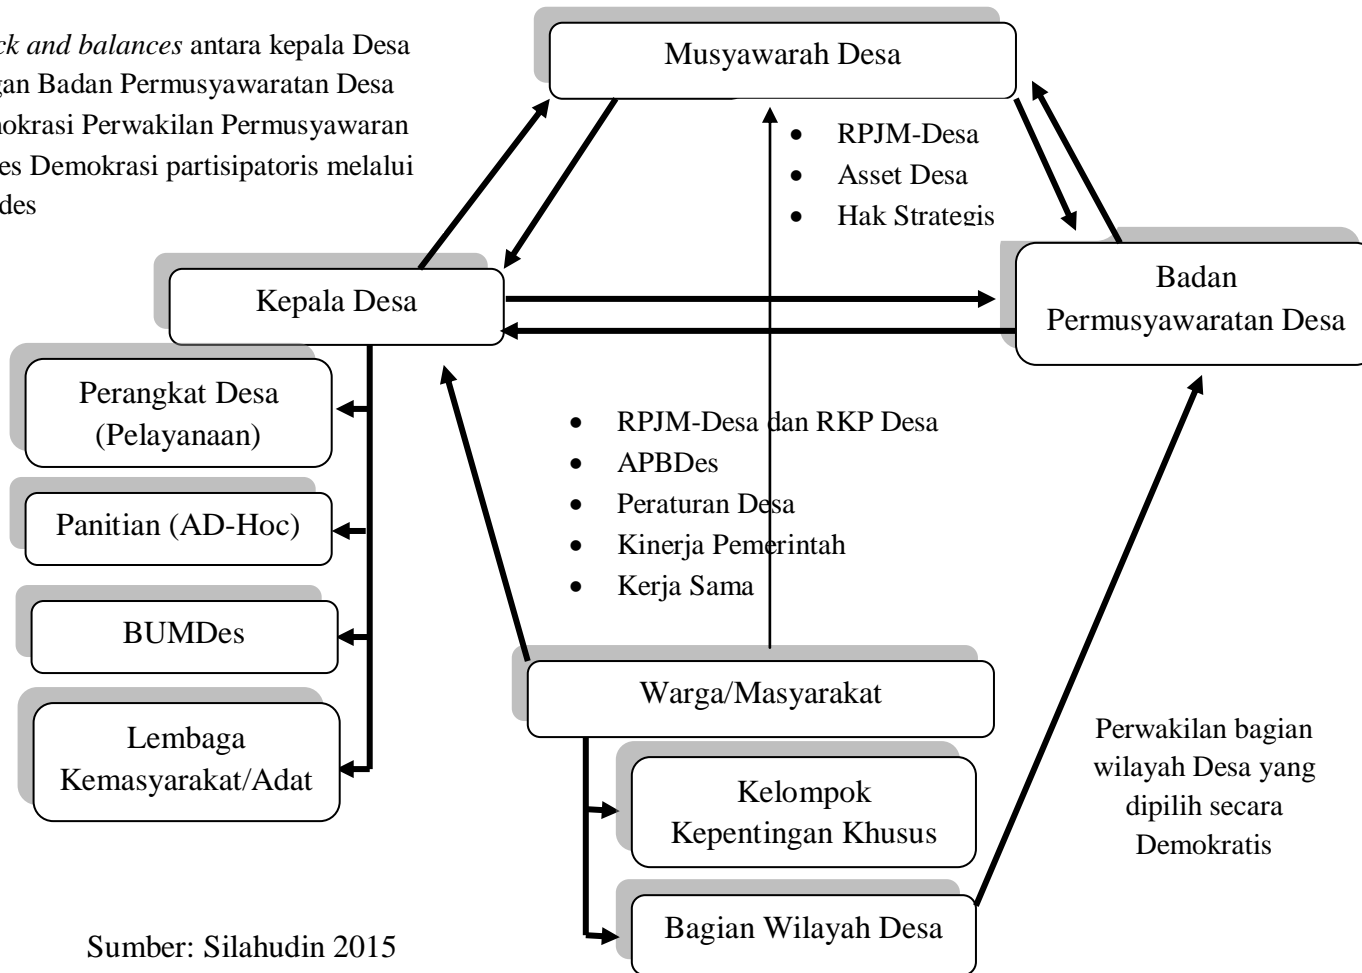 ck and balances antara kepala Desa
gan Badan Permusyawaratan Desa
mokrasi Perwakilan Permusyawaran
es Demokrasi partisipatoris melalui
des
Musyawarah Desa
• RPJM-Desa
• Asset Desa
• Hak Strategis
Kepala Desa
Badan
Permusyawaratan Desa
Perangkat Desa
(Pelayanaan)
Panitian (AD-Hoc)
BUMDes
Lembaga
Kemasyarakat/Adat
• RPJM-Desa dan RKP Desa
• APBDes
• Peraturan Desa
• Kinerja Pemerintah
• Kerja Sama
Warga/Masyarakat
Kelompok
Kepentingan Khusus
Bagian Wilayah Desa
Perwakilan bagian
wilayah Desa yang
dipilih secara
Demokratis
Sumber: Silahudin 2015